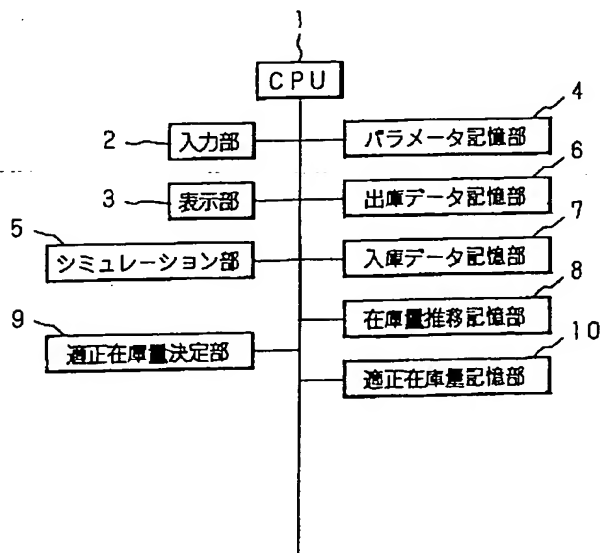 1
CPU
4
2 入力部 パラメータ記憶部
6
3 表示部 出庫データ記憶部
5 7
シミュレーション部 入庫データ記憶部
8
9 在庫量推移記憶部
適正在庫量決定部 10
適正在庫量記憶部